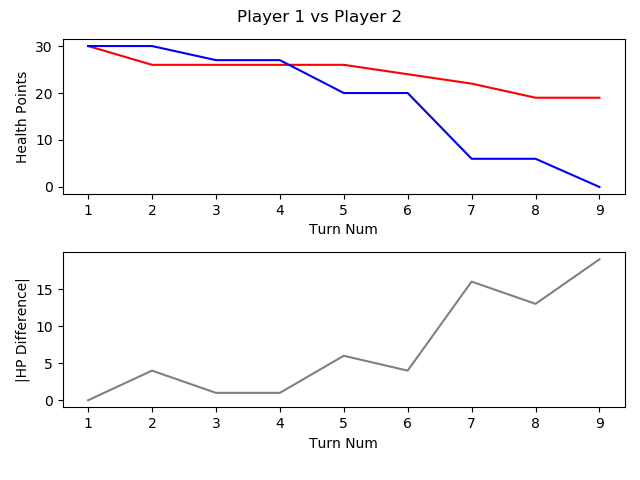 Player 1 vs Player 2
Health Points
30
20
10
0
1 2 3 4 5 6 7 8 9
Turn Num
|HP Difference|
15
10
5
0
1 2 3 4 5 6 7 8 9
Turn Num